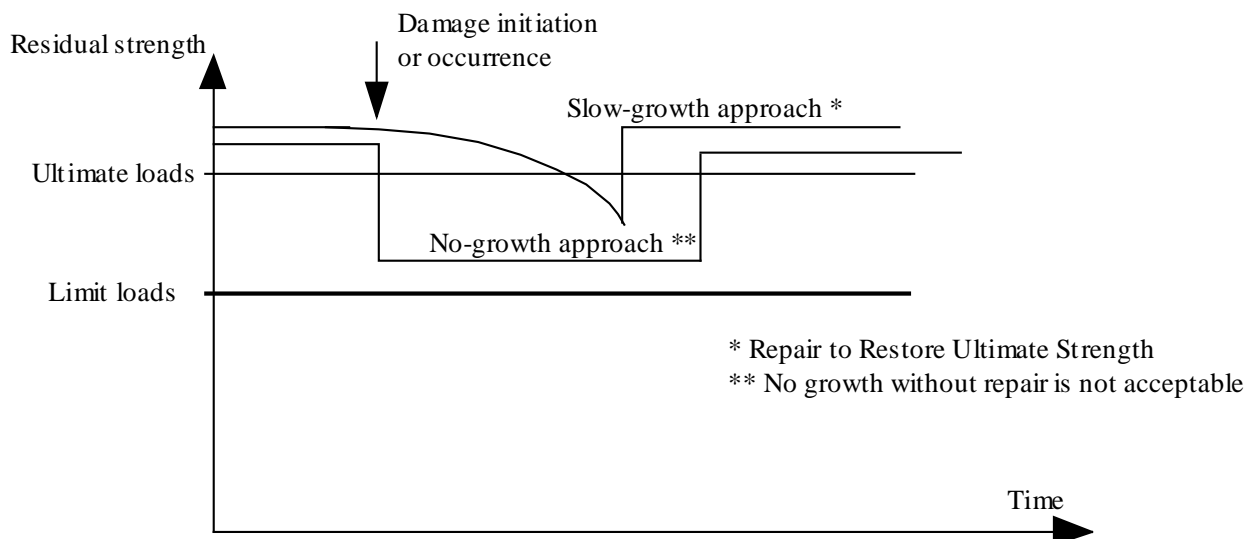 Damage initiation
or occurrence
Residual strength
Slow-growth approach *
Ultimate loads
No-growth approach **
Limit loads
* Repair to Restore Ultimate Strength
** No growth without repair is not acceptable
Time